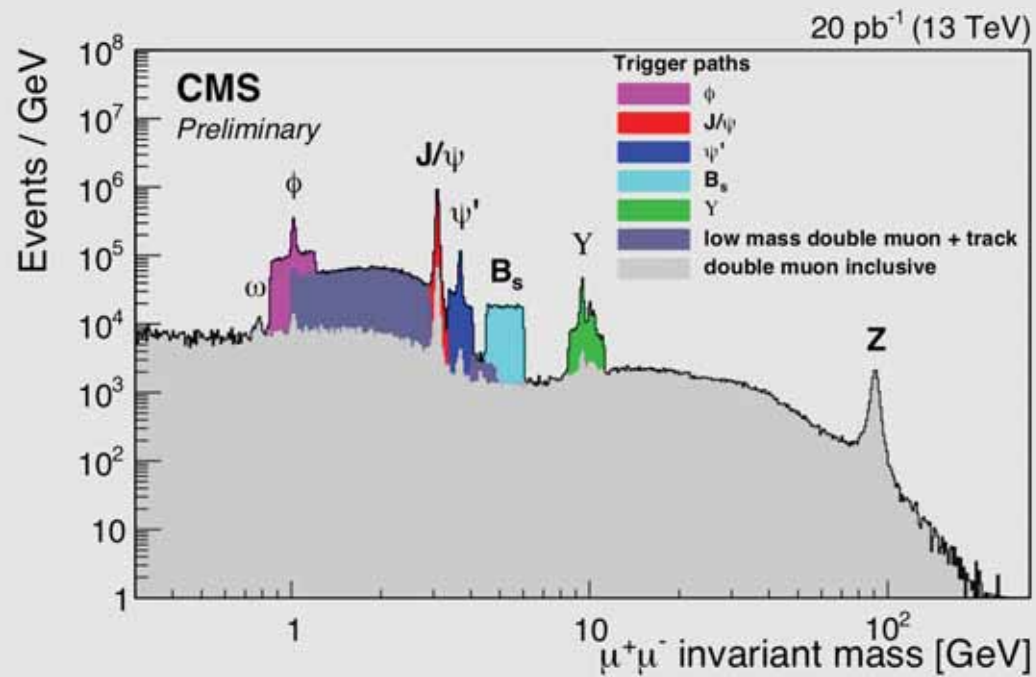 20 pb⁻¹ (13 TeV)
Events / GeV
10⁸
10⁷
10⁶
10⁵
10⁴
10³
10²
10
1
CMS
Preliminary
Trigger paths
ϕ
J/ψ
ψ'
Bₛ
Υ
low mass double muon + track
double muon inclusive
ω
ϕ
J/ψ
ψ'
Bₛ
Υ
Z
1
10
10²
μ⁺μ⁻ invariant mass [GeV]